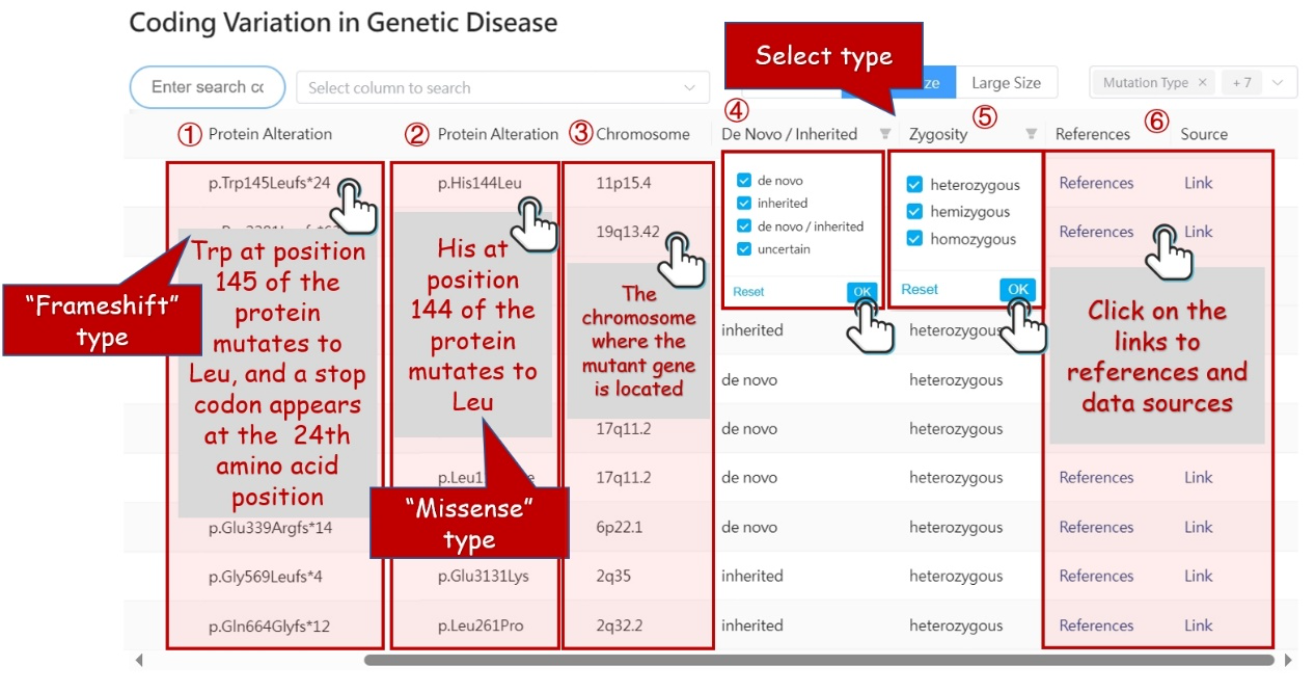 Coding Variation in Genetic Disease
Select type
Enter search cc
Select column to search
ze
Large Size
Mutation Type × +7
① Protein Alteration
② Protein Alteration
③ Chromosome
④ De Novo / Inherited
⑤ Zygosity
References ⑥ Source
p.Trp145Leufs*24
p.His144Leu
11p15.4
de novo
inherited
de novo / inherited
uncertain
Reset
OK
heterozygous
hemizygous
homozygous
Reset
OK
References Link
19q13.42
References Link
"Frameshift"
type
Trp at position
145 of the
protein
mutates to
Leu, and a stop
codon appears
at the 24th
amino acid
position
His at
position
144 of the
protein
mutates to
Leu
"Missense"
type
The
chromosome
where the
mutant gene
is located
Click on the
links to
references and
data sources
inherited heterozygous
de novo heterozygous
17q11.2 de novo heterozygous
p.Leu1 17q11.2 de novo heterozygous References Link
p.Glu339Argfs*14 6p22.1 de novo heterozygous References Link
p.Gly569Leufs*4 p.Glu3131Lys 2q35 inherited heterozygous References Link
p.Gln664Glyfs*12 p.Leu261Pro 2q32.2 inherited heterozygous References Link